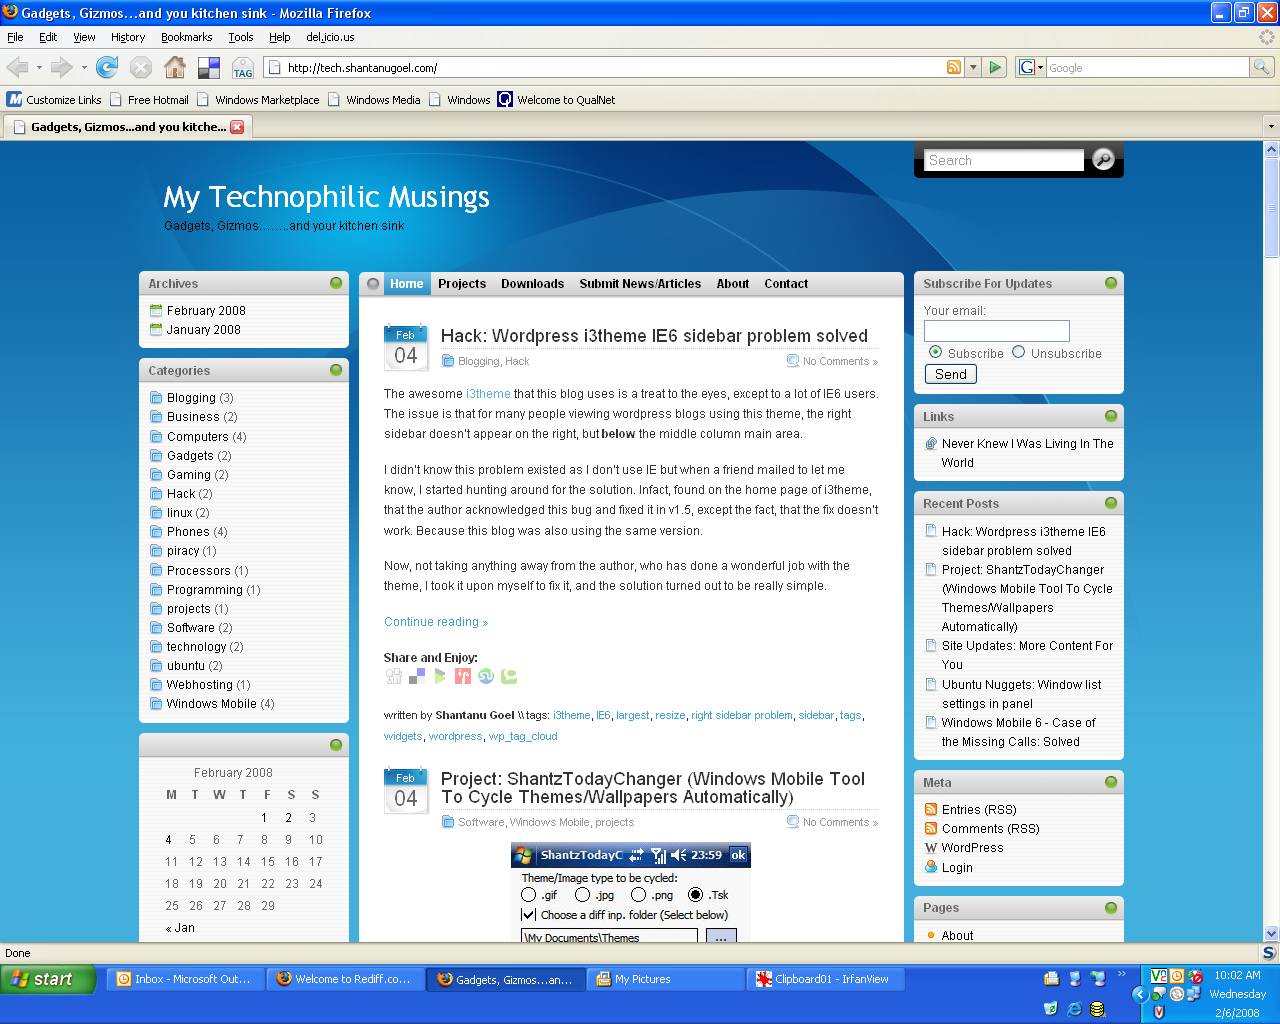 Gadgets, Gizmos...and you kitchen sink - Mozilla Firefox
File Edit View History Bookmarks Tools Help del.icio.us
TAG http://tech.shantanugoel.com/ G Google
Customize Links Free Hotmail Windows Marketplace Windows Media Windows Welcome to QualNet
Gadgets, Gizmos...and you kitche...
Search
My Technophilic Musings
Gadgets, Gizmos........and your kitchen sink
Archives
February 2008
January 2008
Categories
Blogging (3)
Business (2)
Computers (4)
Gadgets (2)
Gaming (2)
Hack (2)
linux (2)
Phones (4)
piracy (1)
Processors (1)
Programming (1)
projects (1)
Software (2)
technology (2)
ubuntu (2)
Webhosting (1)
Windows Mobile (4)
February 2008
M T W T F S S
1 2 3
4 5 6 7 8 9 10
11 12 13 14 15 16 17
18 19 20 21 22 23 24
25 26 27 28 29
« Jan
Home Projects Downloads Submit News/Articles About Contact
Feb
04
Hack: Wordpress i3theme IE6 sidebar problem solved
Blogging, Hack No Comments »
The awesome i3theme that this blog uses is a treat to the eyes, except to a lot of IE6 users.
The issue is that for many people viewing wordpress blogs using this theme, the right
sidebar doesn't appear on the right, but below the middle column main area.
I didn't know this problem existed as I don't use IE but when a friend mailed to let me
know, I started hunting around for the solution. Infact, found on the home page of i3theme,
that the author acknowledged this bug and fixed it in v1.5, except the fact, that the fix doesn't
work. Because this blog was also using the same version.
Now, not taking anything away from the author, who has done a wonderful job with the
theme, I took it upon myself to fix it, and the solution turned out to be really simple.
Continue reading »
Share and Enjoy:
written by Shantanu Goel \\ tags: i3theme, IE6, largest, resize, right sidebar problem, sidebar, tags,
widgets, wordpress, wp_tag_cloud
Feb
04
Project: ShantzTodayChanger (Windows Mobile Tool
To Cycle Themes/Wallpapers Automatically)
Software, Windows Mobile, projects No Comments »
ShantzTodayC 23:59 ok
Theme/Image type to be cycled:
.gif .jpg .png .Tsk
Choose a diff inp. folder (Select below)
\My Documents\Themes ...
Subscribe For Updates
Your email:
Subscribe Unsubscribe
Send
Links
Never Knew I Was Living In The
World
Recent Posts
Hack: Wordpress i3theme IE6
sidebar problem solved
Project: ShantzTodayChanger
(Windows Mobile Tool To Cycle
Themes/Wallpapers
Automatically)
Site Updates: More Content For
You
Ubuntu Nuggets: Window list
settings in panel
Windows Mobile 6 - Case of
the Missing Calls: Solved
Meta
Entries (RSS)
Comments (RSS)
WordPress
Login
Pages
About
Done
start Inbox - Microsoft Out... Welcome to Rediff.co... Gadgets, Gizmos...an... My Pictures Clipboard01 - IrfanView
10:02 AM
Wednesday
2/6/2008